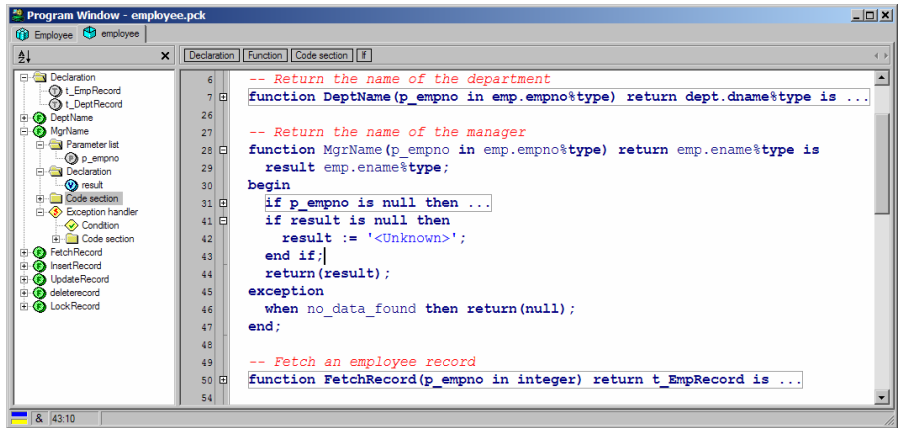 Program Window - employee.pck
Employee employee
Declaration Function Code section If
Declaration
t_EmpRecord
t_DeptRecord
DeptName
MgrName
Parameter list
p_empno
Declaration
result
Code section
Exception handler
Condition
Code section
FetchRecord
InsertRecord
UpdateRecord
deleterecord
LockRecord
6 -- Return the name of the department
7 function DeptName(p_empno in emp.empno%type) return dept.dname%type is ...
26
27 -- Return the name of the manager
28 function MgrName(p_empno in emp.empno%type) return emp.ename%type is
29 result emp.ename%type;
30 begin
31 if p_empno is null then ...
41 if result is null then
42 result := '<Unknown>';
43 end if;
44 return(result);
45 exception
46 when no_data_found then return(null);
47 end;
48
49 -- Fetch an employee record
50 function FetchRecord(p_empno in integer) return t_EmpRecord is ...
54
& 43:10